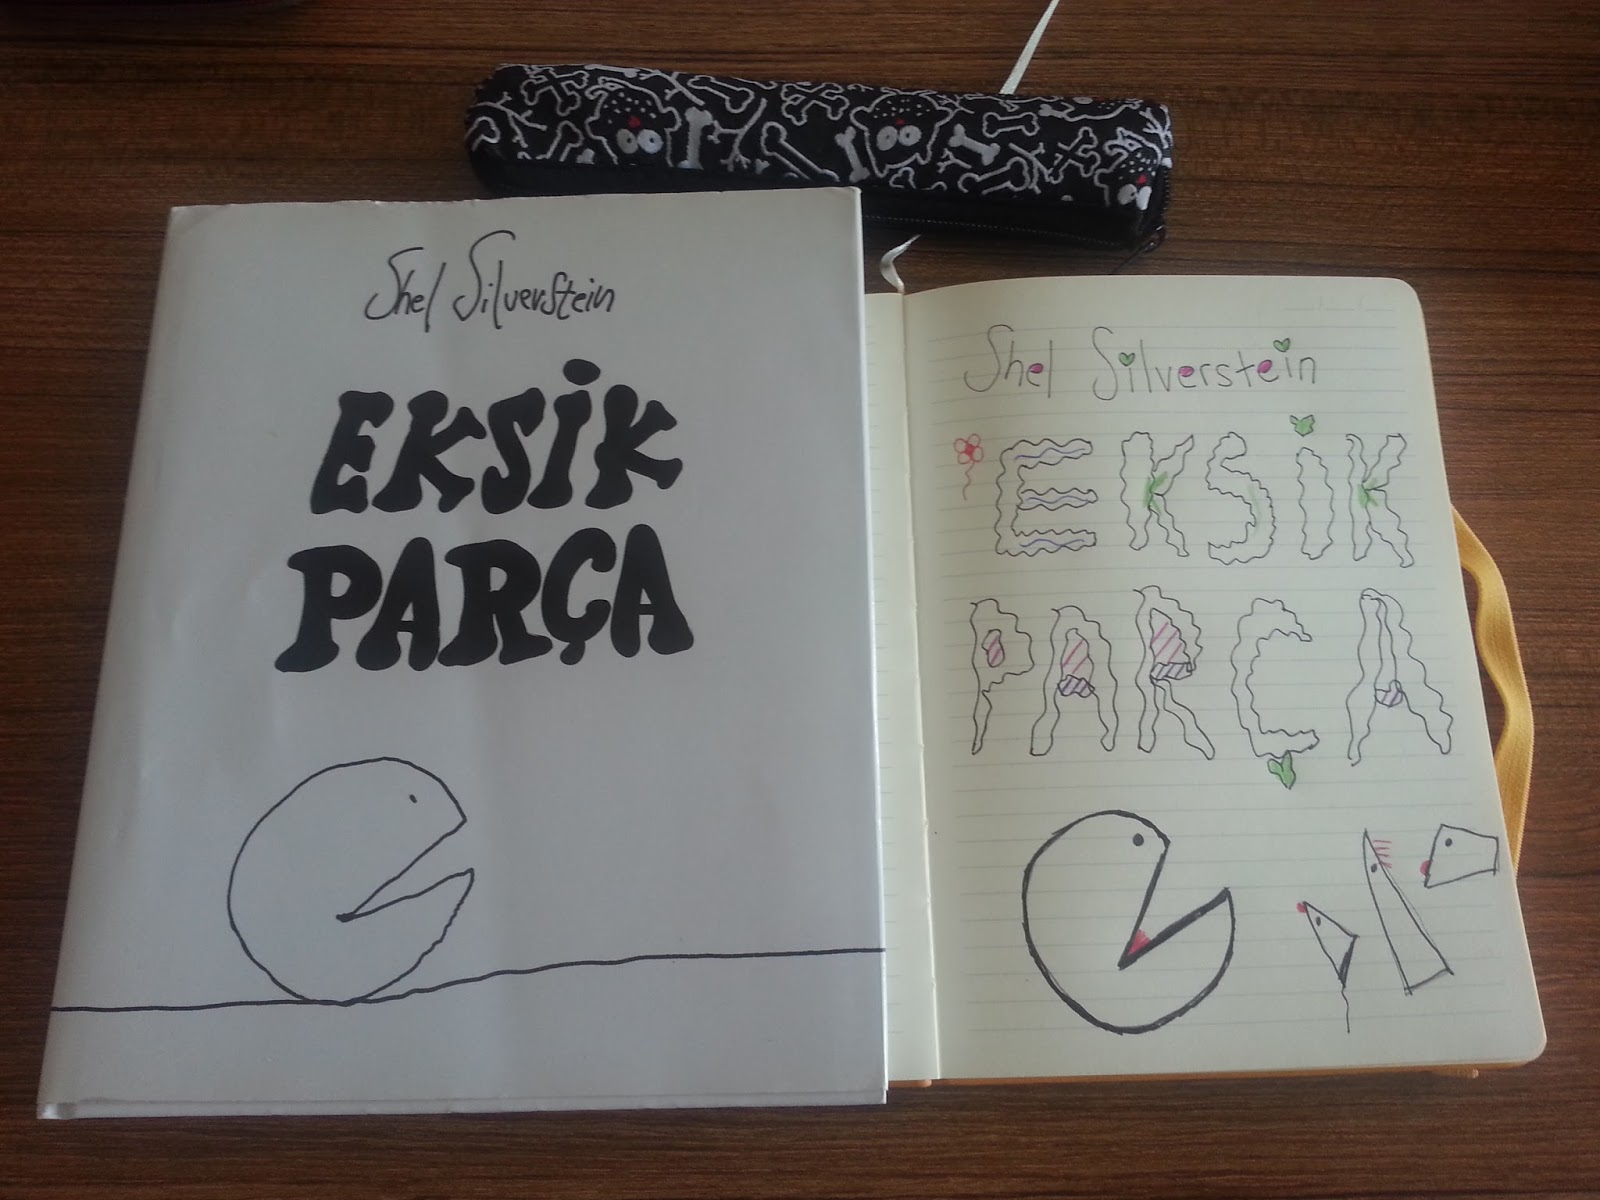 Shel Silverstein
EKSİK
PARÇA
Shel Silverstein
EKSİK
PARÇA